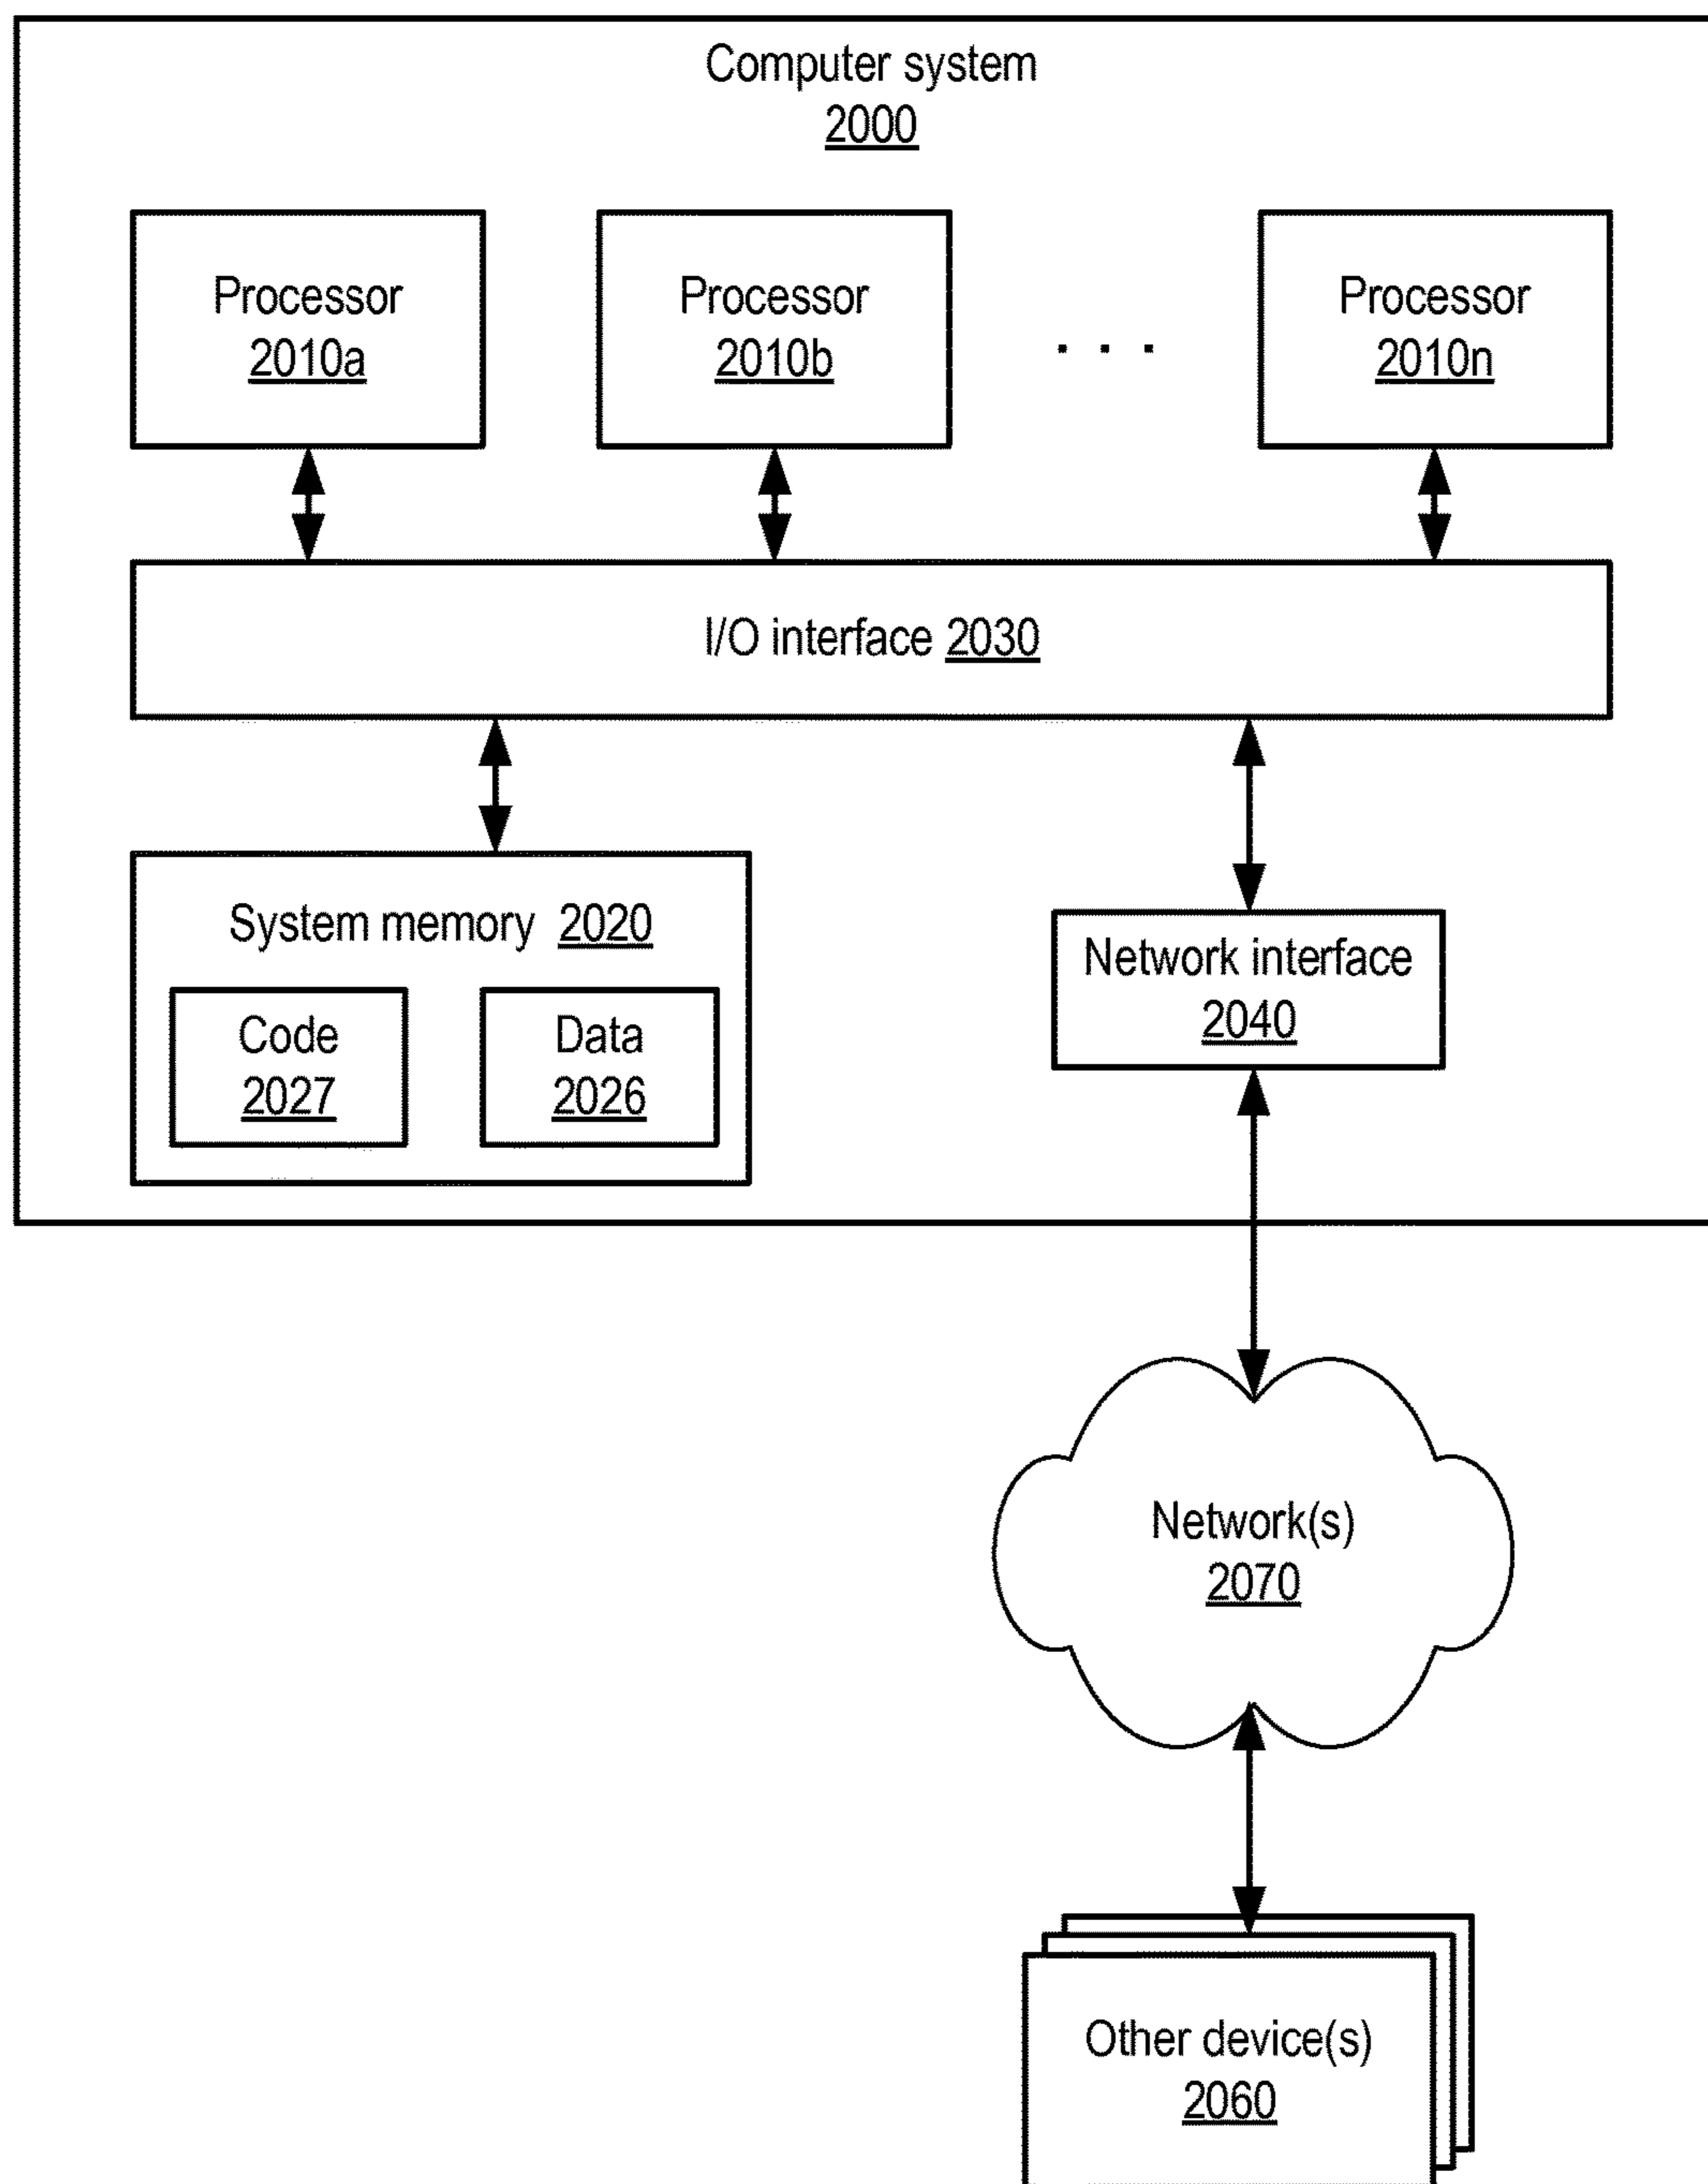 Computer system
2000
Processor
2010a
Processor
2010b
. . .
Processor
2010n
I/O interface 2030
System memory 2020
Code
2027
Data
2026
Network interface
2040
Network(s)
2070
Other device(s)
2060